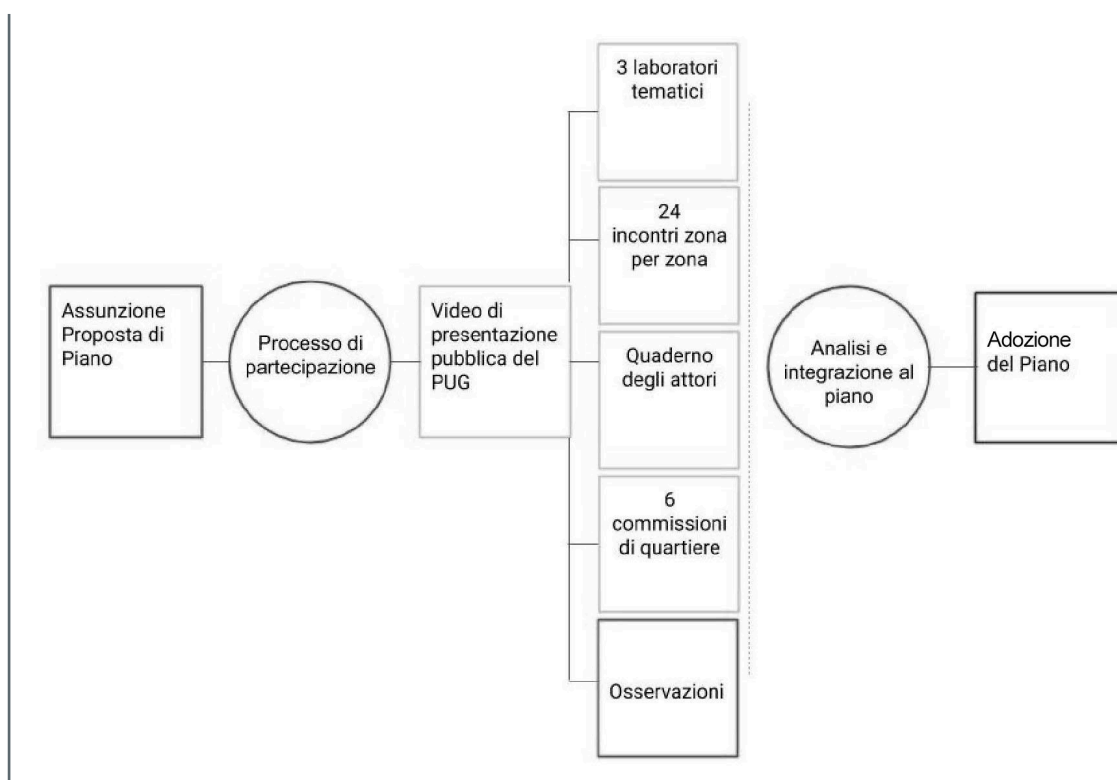 Assunzione
Proposta di
Piano
Processo di
partecipazione
Video di
presentazione
pubblica del
PUG
3 laboratori
tematici
24
incontri zona
per zona
Quaderno
degli attori
6
commissioni
di quartiere
Osservazioni
Analisi e
integrazione al
piano
Adozione
del Piano